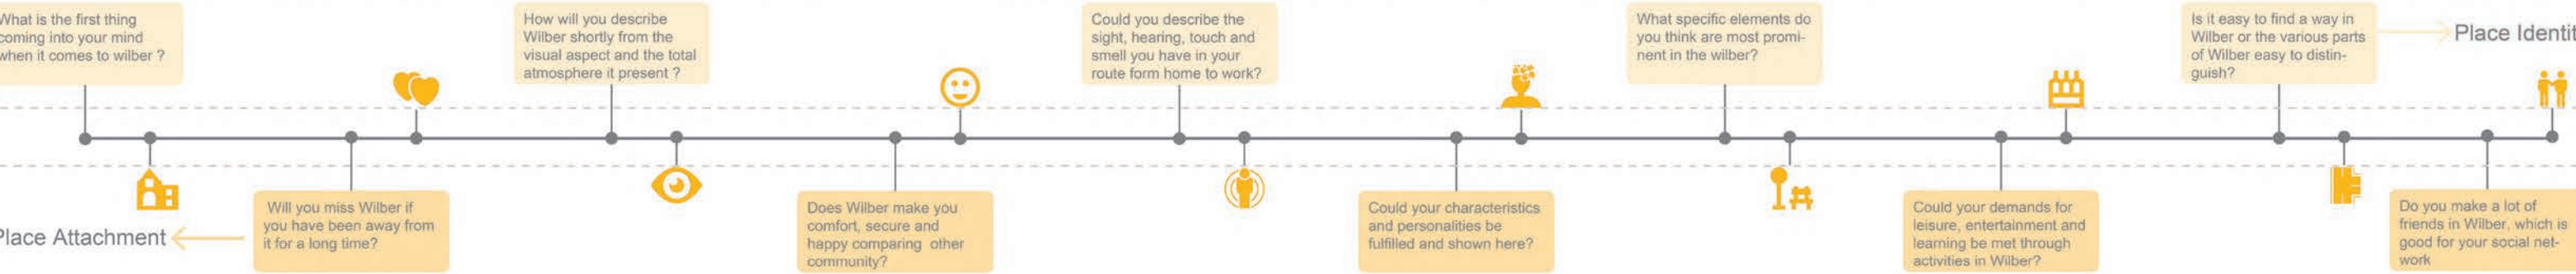 What is the first thing
coming into your mind
when it comes to wilber ?
How will you describe
Wilber shortly from the
visual aspect and the total
atmosphere it present ?
Could you describe the
sight, hearing, touch and
smell you have in your
route form home to work?
What specific elements do
you think are most promi-
nent in the wilber?
Is it easy to find a way in
Wilber or the various parts
of Wilber easy to distin-
guish?
Place Identit
Place Attachment
Will you miss Wilber if
you have been away from
it for a long time?
Does Wilber make you
comfort, secure and
happy comparing other
community?
Could your characteristics
and personalities be
fulfilled and shown here?
Could your demands for
leisure, entertainment and
learning be met through
activities in Wilber?
Do you make a lot of
friends in Wilber, which is
good for your social net-
work